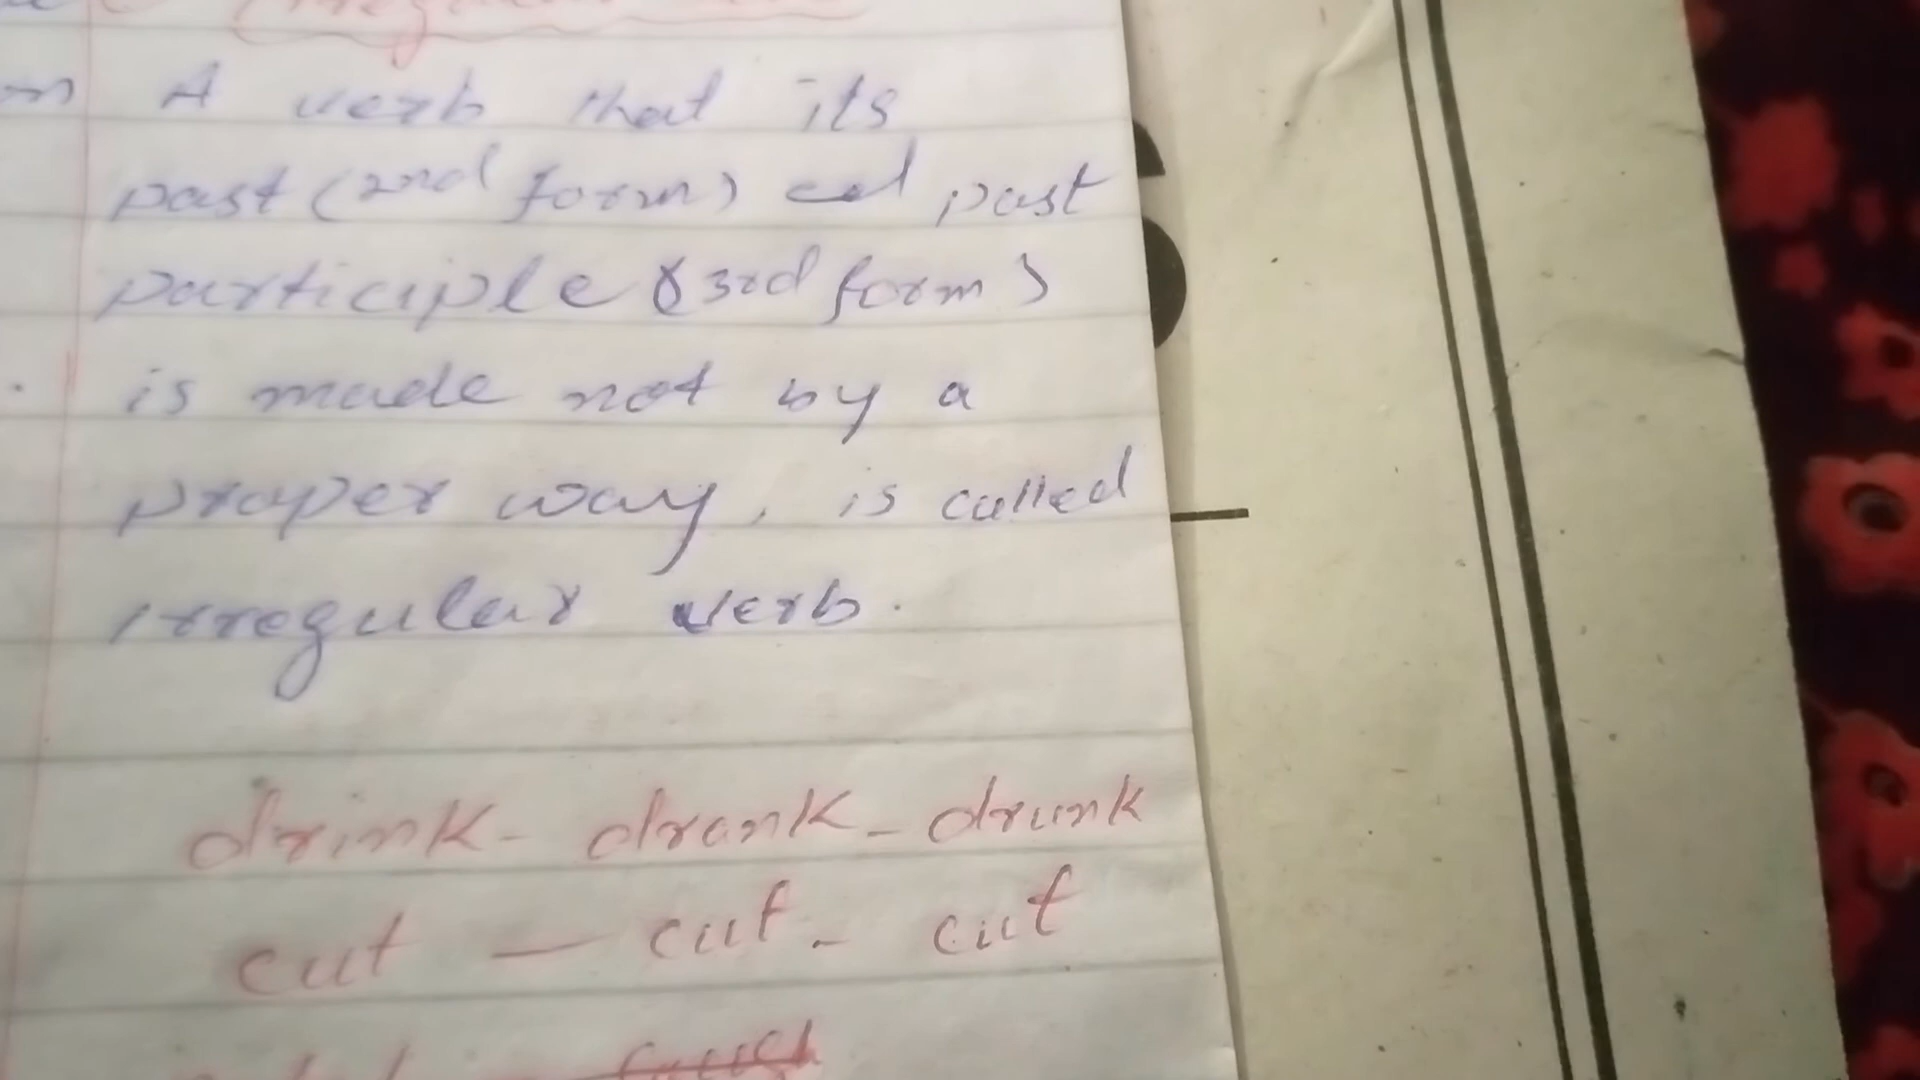 A verb that its
past (2nd form) ad past
participle (3rd form)
is made not by a
proper way, is called
irregular verb.
drink - drank - drunk
cut - cut - cut